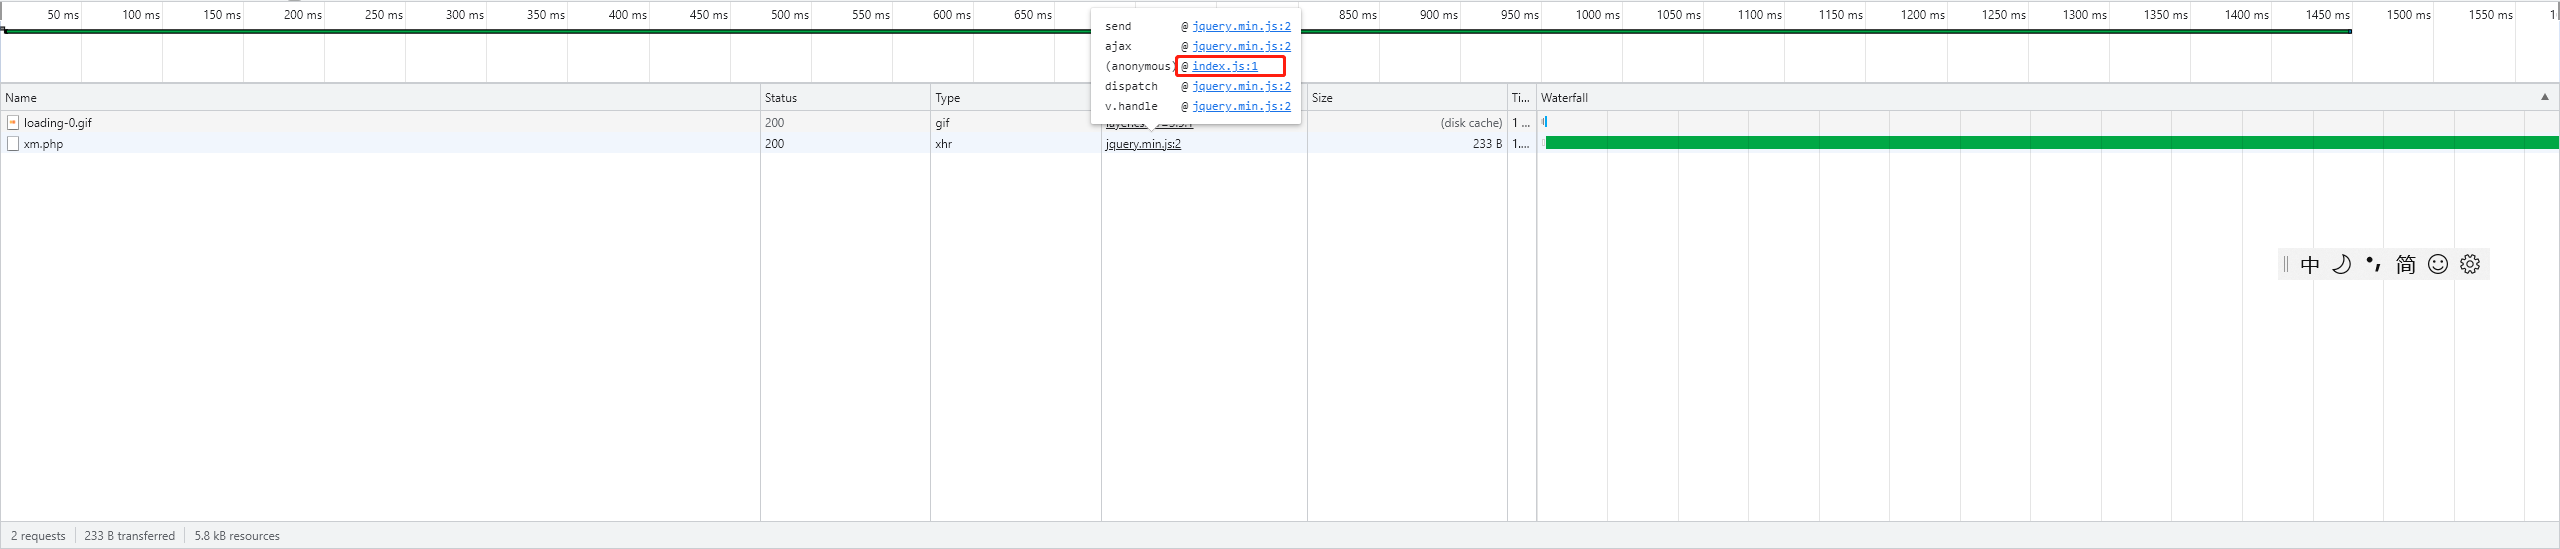 50 ms 100 ms 150 ms 200 ms 250 ms 300 ms 350 ms 400 ms 450 ms 500 ms 550 ms 600 ms 650 ms 850 ms 900 ms 950 ms 1000 ms 1050 ms 1100 ms 1150 ms 1200 ms 1250 ms 1300 ms 1350 ms 1400 ms 1450 ms 1500 ms 1550 ms 1
send @ jquery.min.js:2
ajax @ jquery.min.js:2
(anonymous) @ index.js:1
dispatch @ jquery.min.js:2
v.handle @ jquery.min.js:2
Name Status Type Size Ti... Waterfall
loading-0.gif 200 gif (disk cache) 1 ...
xm.php 200 xhr jquery.min.js:2 233 B 1....
中 简
2 requests 233 B transferred 5.8 kB resources